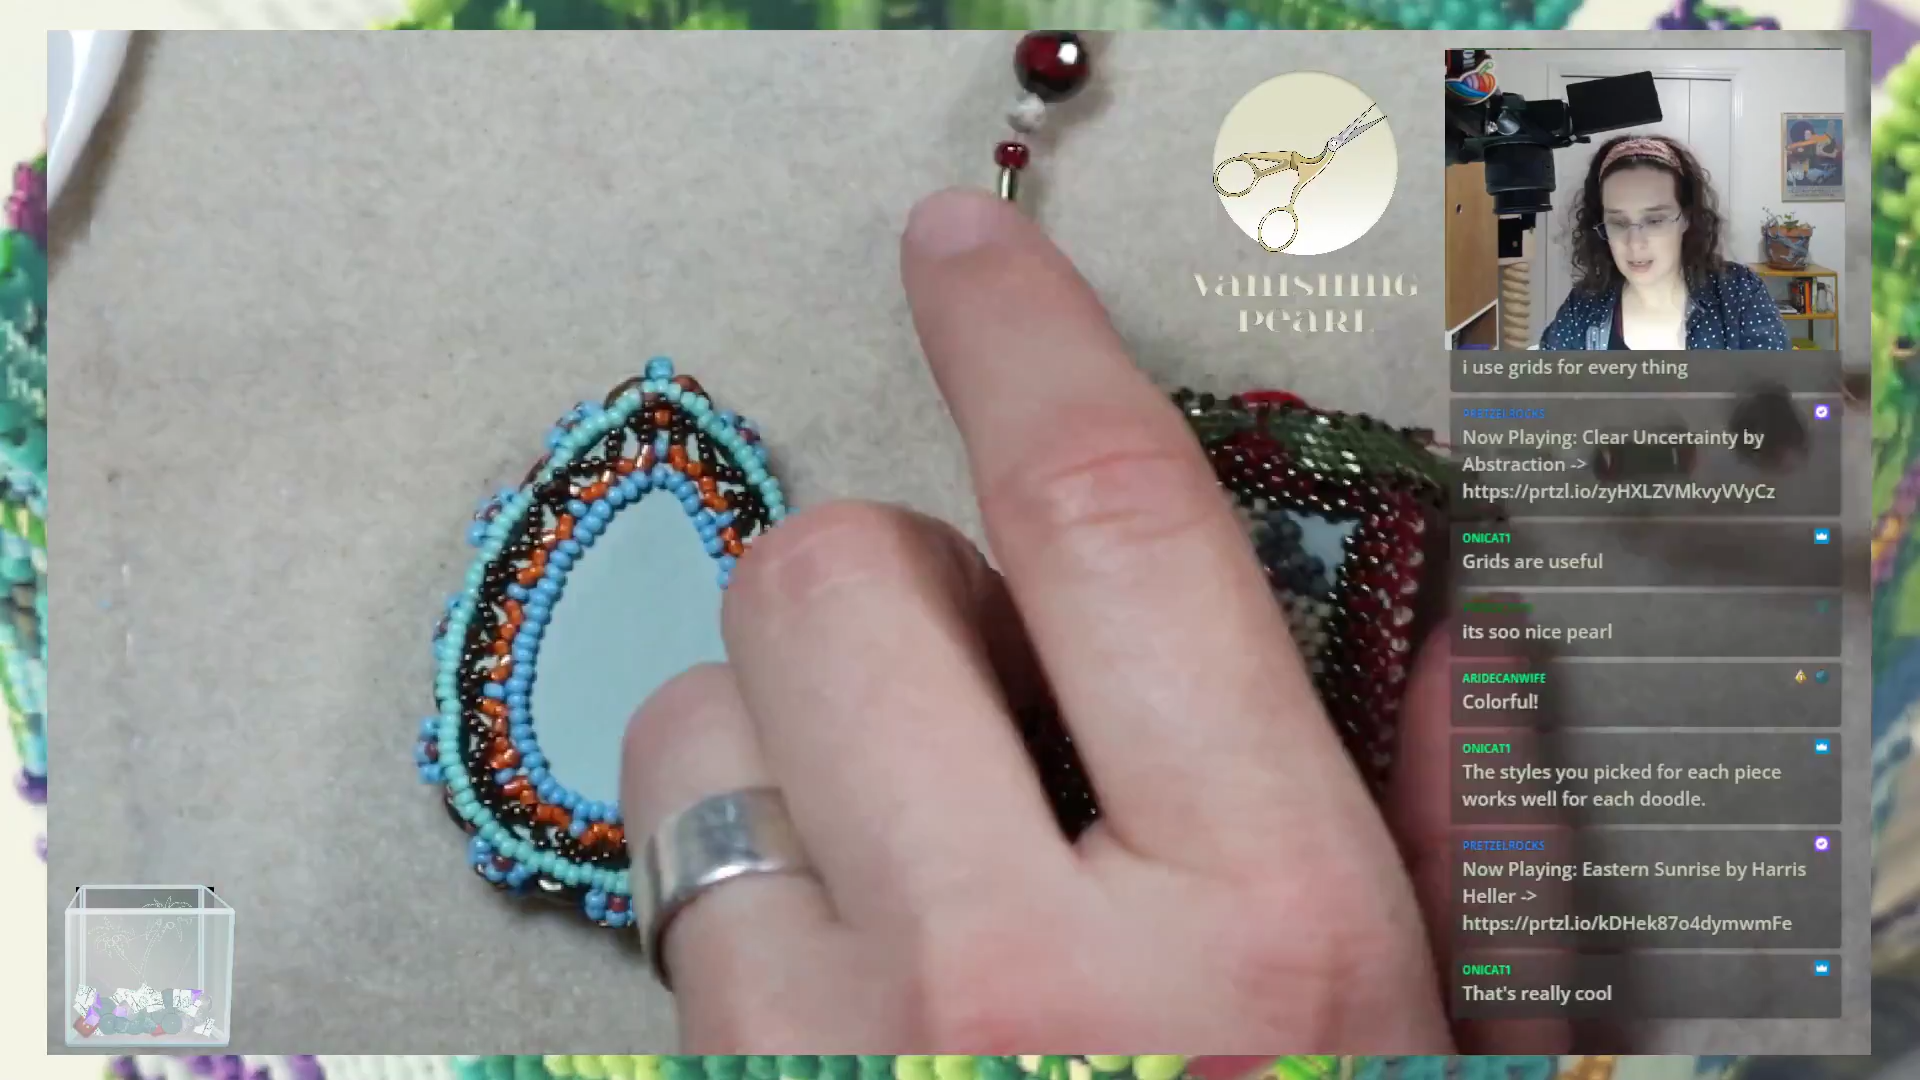 VANISHING
PEARL
i use grids for every thing
PRETZELROCKS
Now Playing: Clear Uncertainty by
Abstraction ->
https://prtzl.io/zyHXLZVMkvyVVyCz
ONICAT1
Grids are useful
its soo nice pearl
ARIDECANWIFE
Colorful!
ONICAT1
The styles you picked for each piece
works well for each doodle.
PRETZELROCKS
Now Playing: Eastern Sunrise by Harris
Heller ->
https://prtzl.io/kDHek87o4dymwmFe
ONICAT1
That's really cool